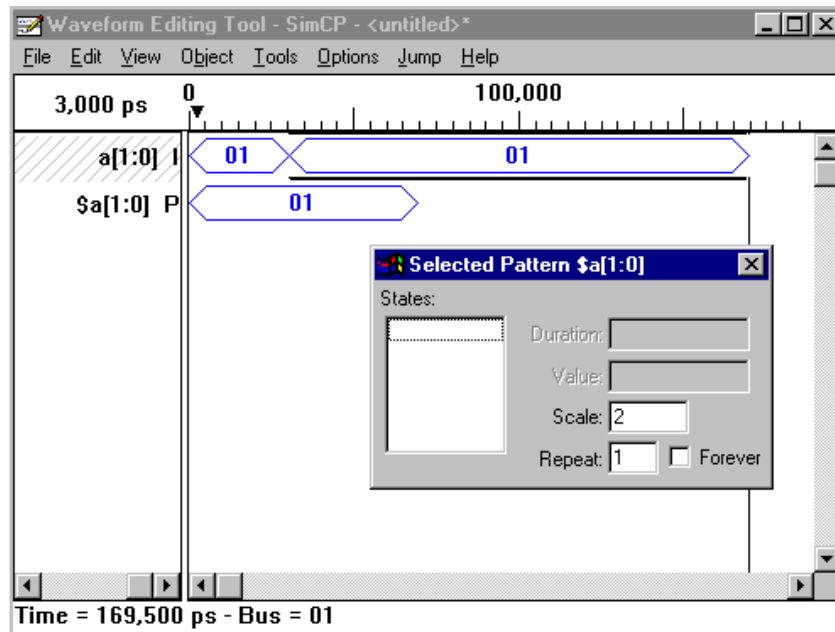 Waveform Editing Tool - SimCP - <untitled>*
File Edit View Object Tools Options Jump Help
3,000 ps 0 100,000
a[1:0] I 01 01
$a[1:0] P 01
Selected Pattern $a[1:0]
States:
Duration:
Value:
Scale: 2
Repeat: 1 Forever
Time = 169,500 ps - Bus = 01